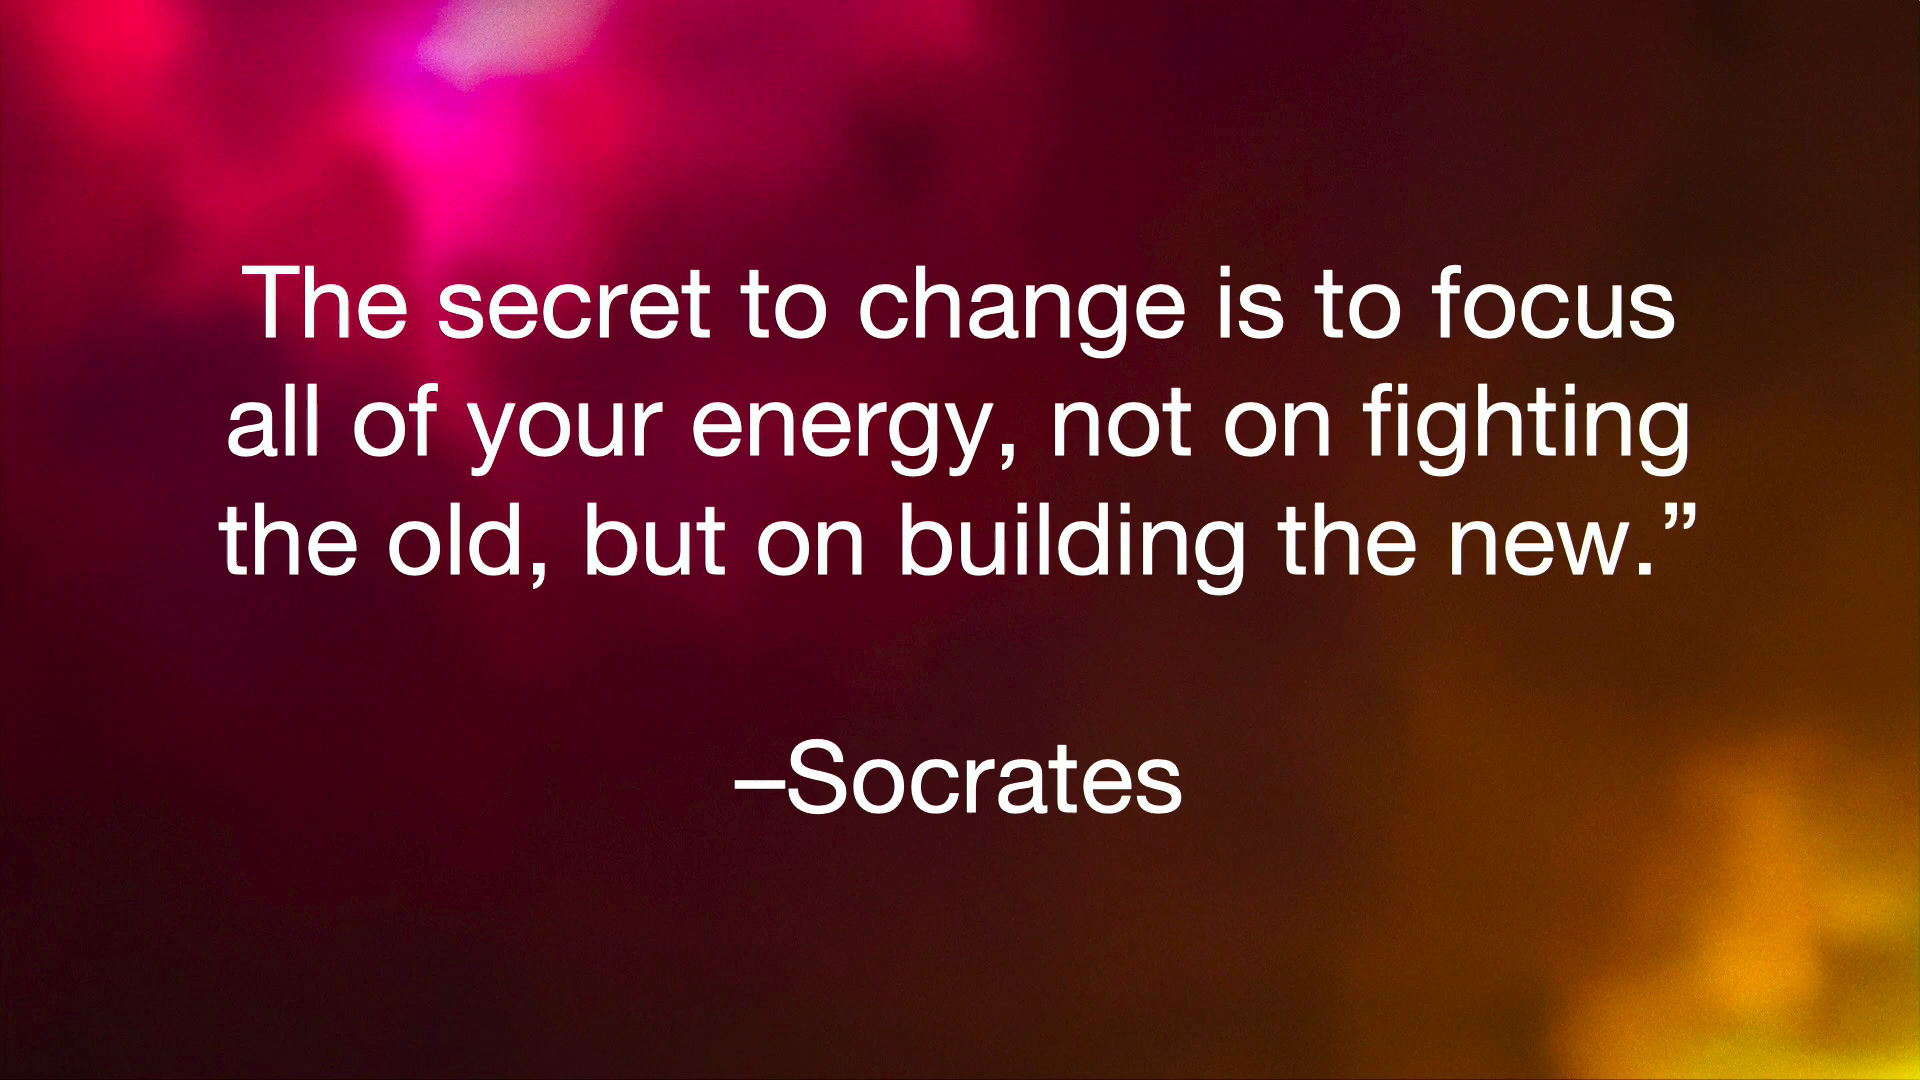 The secret to change is to focus
all of your energy, not on fighting
the old, but on building the new.”
–Socrates